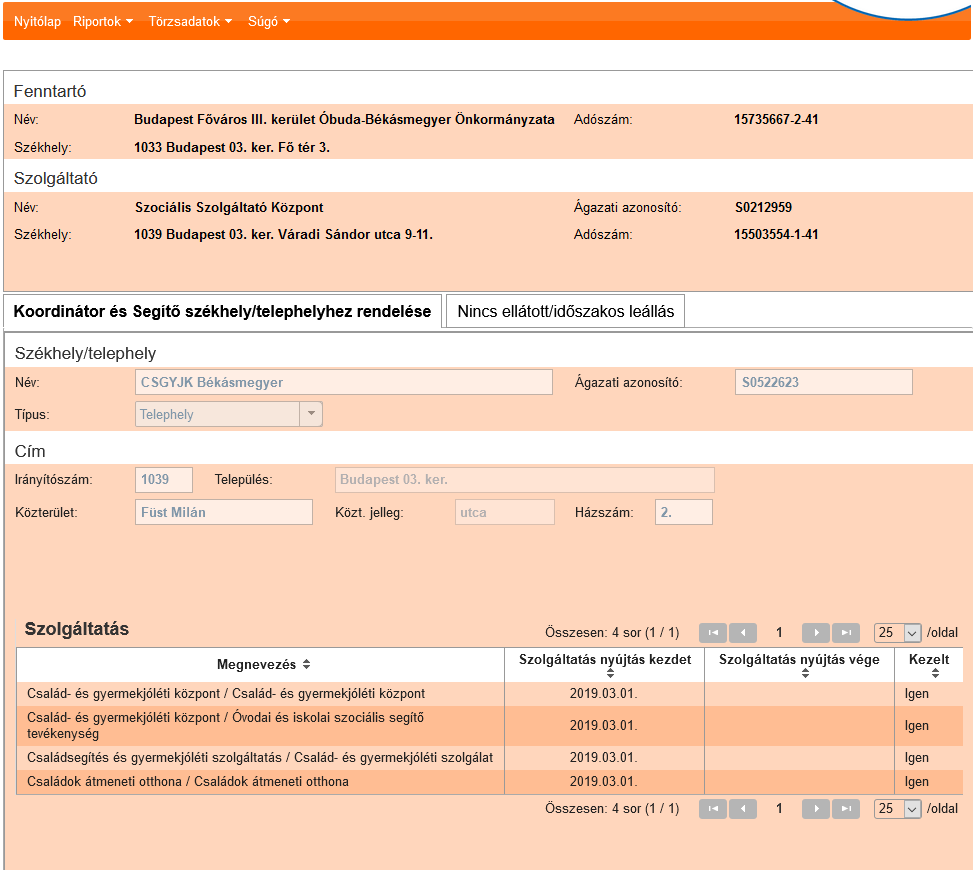 Nyitólap Riportok Törzsadatok Súgó
Fenntartó
Név: Budapest Főváros III. kerület Óbuda-Békásmegyer Önkormányzata Adószám: 15735667-2-41
Székhely: 1033 Budapest 03. ker. Fő tér 3.
Szolgáltató
Név: Szociális Szolgáltató Központ Ágazati azonosító: S0212959
Székhely: 1039 Budapest 03. ker. Váradi Sándor utca 9-11. Adószám: 15503554-1-41
Koordinátor és Segítő székhely/telephelyhez rendelése Nincs ellátott/időszakos leállás
Székhely/telephely
Név: CSGYJK Békásmegyer Ágazati azonosító: S0522623
Típus: Telephely
Cím
Irányítószám: 1039 Település: Budapest 03. ker.
Közterület: Füst Milán Közt. jelleg: utca Házszám: 2.
Szolgáltatás Összesen: 4 sor (1 / 1) 1 25 /oldal
Megnevezés Szolgáltatás nyújtás kezdet Szolgáltatás nyújtás vége Kezelt
Család- és gyermekjóléti központ / Család- és gyermekjóléti központ 2019.03.01. Igen
Család- és gyermekjóléti központ / Óvodai és iskolai szociális segítő
tevékenység 2019.03.01. Igen
Családsegítés és gyermekjóléti szolgáltatás / Család- és gyermekjóléti szolgálat 2019.03.01. Igen
Családok átmeneti otthona / Családok átmeneti otthona 2019.03.01. Igen
Összesen: 4 sor (1 / 1) 1 25 /oldal